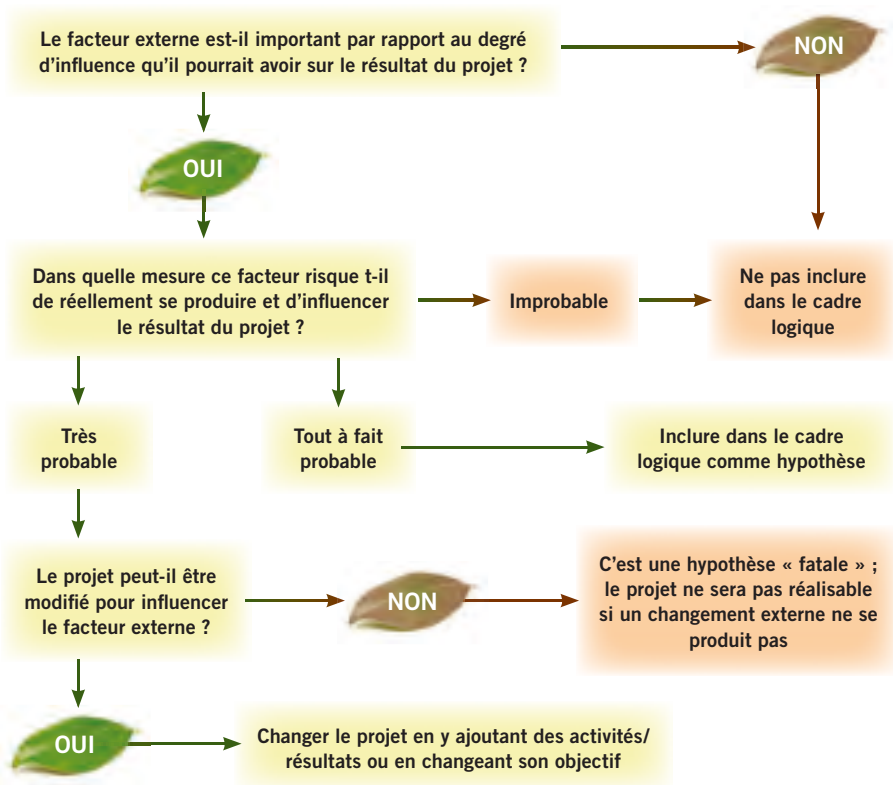 Le facteur externe est-il important par rapport au degré
d'influence qu'il pourrait avoir sur le résultat du projet ?
NON
OUI
Dans quelle mesure ce facteur risque t-il
de réellement se produire et d'influencer
le résultat du projet ?
Improbable
Ne pas inclure
dans le cadre
logique
Très
probable
Tout à fait
probable
Inclure dans le cadre
logique comme hypothèse
Le projet peut-il être
modifié pour influencer
le facteur externe ?
NON
C'est une hypothèse « fatale » ;
le projet ne sera pas réalisable
si un changement externe ne se
produit pas
OUI
Changer le projet en y ajoutant des activités/
résultats ou en changeant son objectif